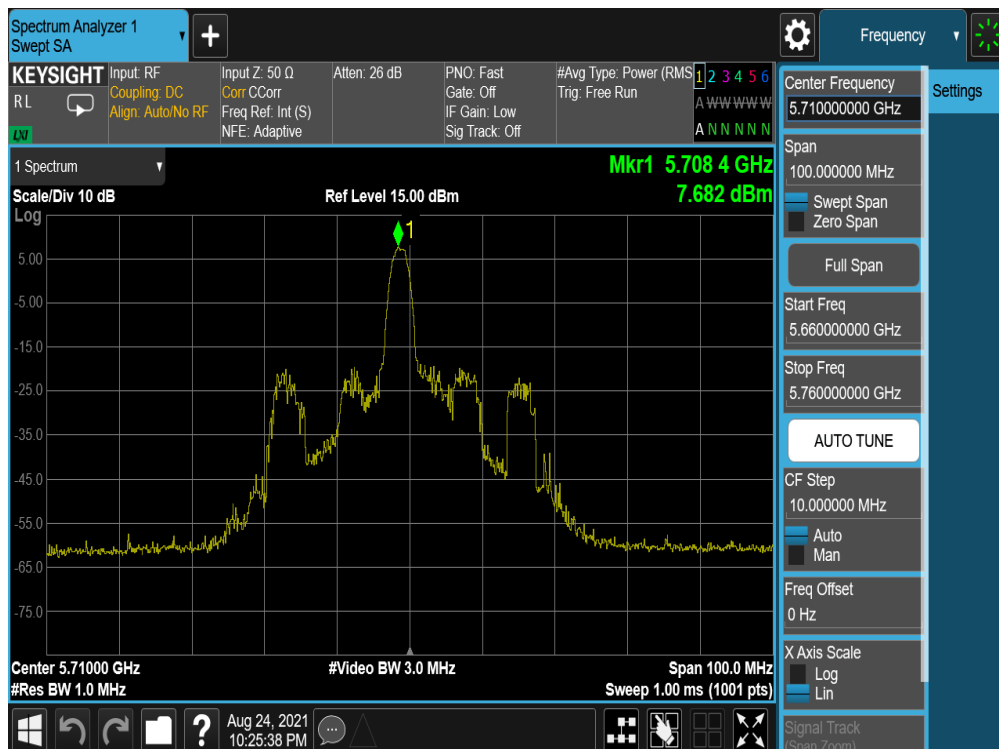 Spectrum Analyzer 1
Swept SA
+
Frequency
KEYSIGHT
R L
LXI
Input: RF
Coupling: DC
Align: Auto/No RF
Input Z: 50 Ω
Corr CCorr
Freq Ref: Int (S)
NFE: Adaptive
Atten: 26 dB
PNO: Fast
Gate: Off
IF Gain: Low
Sig Track: Off
#Avg Type: Power (RMS
Trig: Free Run
1 2 3 4 5 6
A W W W W W
A N N N N N
1 Spectrum
Scale/Div 10 dB
Log
Ref Level 15.00 dBm
Mkr1 5.708 4 GHz
7.682 dBm
1
5.00
-5.00
-15.0
-25.0
-35.0
-45.0
-55.0
-65.0
-75.0
Center 5.71000 GHz
#Res BW 1.0 MHz
#Video BW 3.0 MHz
Span 100.0 MHz
Sweep 1.00 ms (1001 pts)
Aug 24, 2021
10:25:38 PM
?
Center Frequency
5.710000000 GHz
Settings
Span
100.000000 MHz
Swept Span
Zero Span
Full Span
Start Freq
5.660000000 GHz
Stop Freq
5.760000000 GHz
AUTO TUNE
CF Step
10.000000 MHz
Auto
Man
Freq Offset
0 Hz
X Axis Scale
Log
Lin
Signal Track
(Span Zoom)